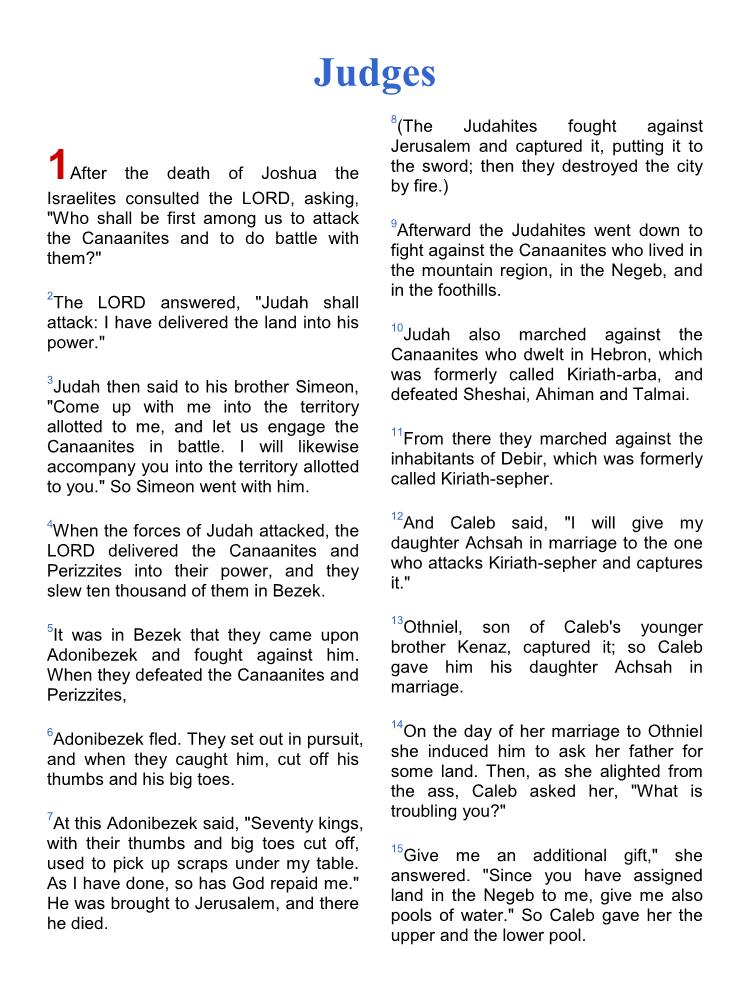 Judges
1After the death of Joshua the
Israelites consulted the LORD, asking,
"Who shall be first among us to attack
the Canaanites and to do battle with
them?"
2The LORD answered, "Judah shall
attack: I have delivered the land into his
power."
3Judah then said to his brother Simeon,
"Come up with me into the territory
allotted to me, and let us engage the
Canaanites in battle. I will likewise
accompany you into the territory allotted
to you." So Simeon went with him.
4When the forces of Judah attacked, the
LORD delivered the Canaanites and
Perizzites into their power, and they
slew ten thousand of them in Bezek.
5It was in Bezek that they came upon
Adonibezek and fought against him.
When they defeated the Canaanites and
Perizzites,
6Adonibezek fled. They set out in pursuit,
and when they caught him, cut off his
thumbs and his big toes.
7At this Adonibezek said, "Seventy kings,
with their thumbs and big toes cut off,
used to pick up scraps under my table.
As I have done, so has God repaid me."
He was brought to Jerusalem, and there
he died.
8(The Judahites fought against
Jerusalem and captured it, putting it to
the sword; then they destroyed the city
by fire.)
9Afterward the Judahites went down to
fight against the Canaanites who lived in
the mountain region, in the Negeb, and
in the foothills.
10Judah also marched against the
Canaanites who dwelt in Hebron, which
was formerly called Kiriath-arba, and
defeated Sheshai, Ahiman and Talmai.
11From there they marched against the
inhabitants of Debir, which was formerly
called Kiriath-sepher.
12And Caleb said, "I will give my
daughter Achsah in marriage to the one
who attacks Kiriath-sepher and captures
it."
13Othniel, son of Caleb's younger
brother Kenaz, captured it; so Caleb
gave him his daughter Achsah in
marriage.
14On the day of her marriage to Othniel
she induced him to ask her father for
some land. Then, as she alighted from
the ass, Caleb asked her, "What is
troubling you?"
15Give me an additional gift," she
answered. "Since you have assigned
land in the Negeb to me, give me also
pools of water." So Caleb gave her the
upper and the lower pool.